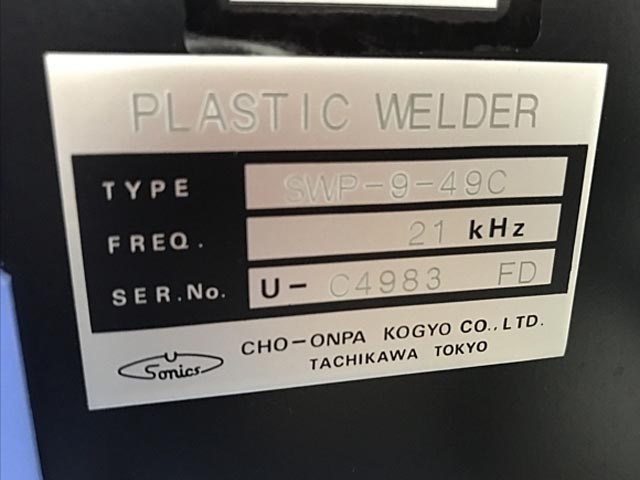 PLASTIC WELDER
TYPE SWP-9-49C
FREQ. 21 kHz
SER.No. U- C4983 FD
U
Sonics
CHO-ONPA KOGYO CO.,LTD.
TACHIKAWA TOKYO